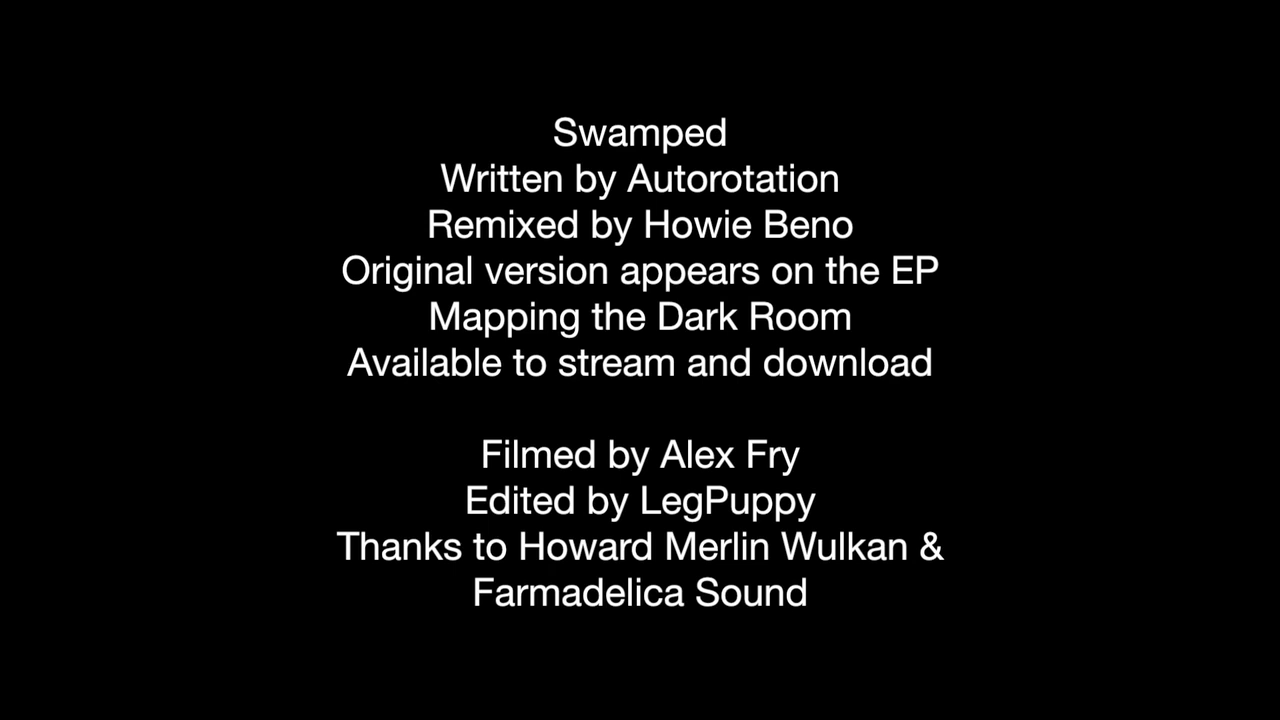 Swamped
Written by Autorotation
Remixed by Howie Beno
Original version appears on the EP
Mapping the Dark Room
Available to stream and download
Filmed by Alex Fry
Edited by LegPuppy
Thanks to Howard Merlin Wulkan &
Farmadelica Sound